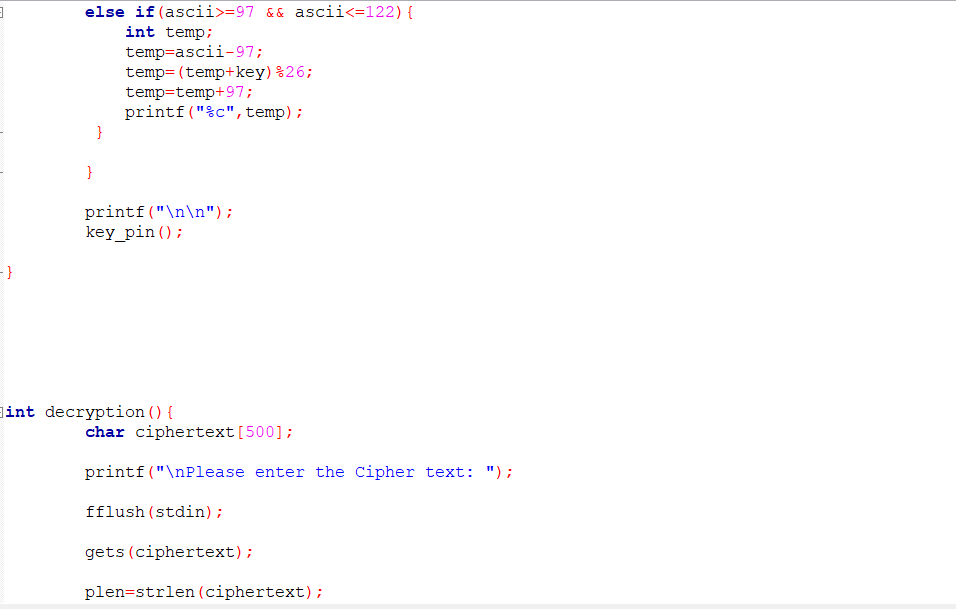 else if(ascii>=97 && ascii<=122){
int temp;
temp=ascii-97;
temp=(temp+key)%26;
temp=temp+97;
printf("%c",temp);
}
}
printf("\n\n");
key_pin();
}
int decryption(){
char ciphertext[500];
printf("\nPlease enter the Cipher text: ");
fflush(stdin);
gets(ciphertext);
plen=strlen(ciphertext);